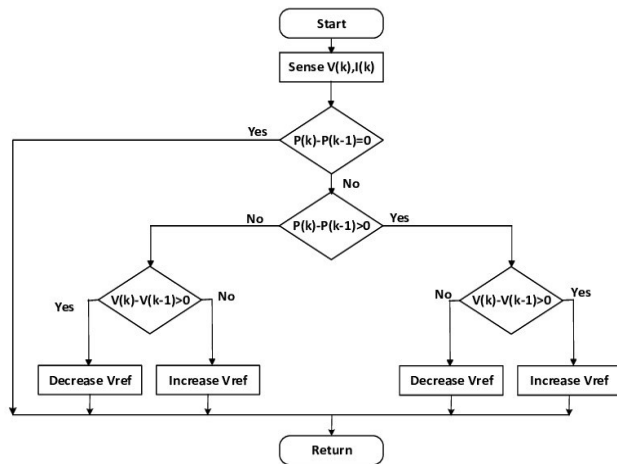 Start
Sense V(k),I(k)
Yes
P(k)-P(k-1)=0
No
No
P(k)-P(k-1)>0
Yes
Yes
V(k)-V(k-1)>0
No
No
V(k)-V(k-1)>0
Yes
Decrease Vref
Increase Vref
Decrease Vref
Increase Vref
Return